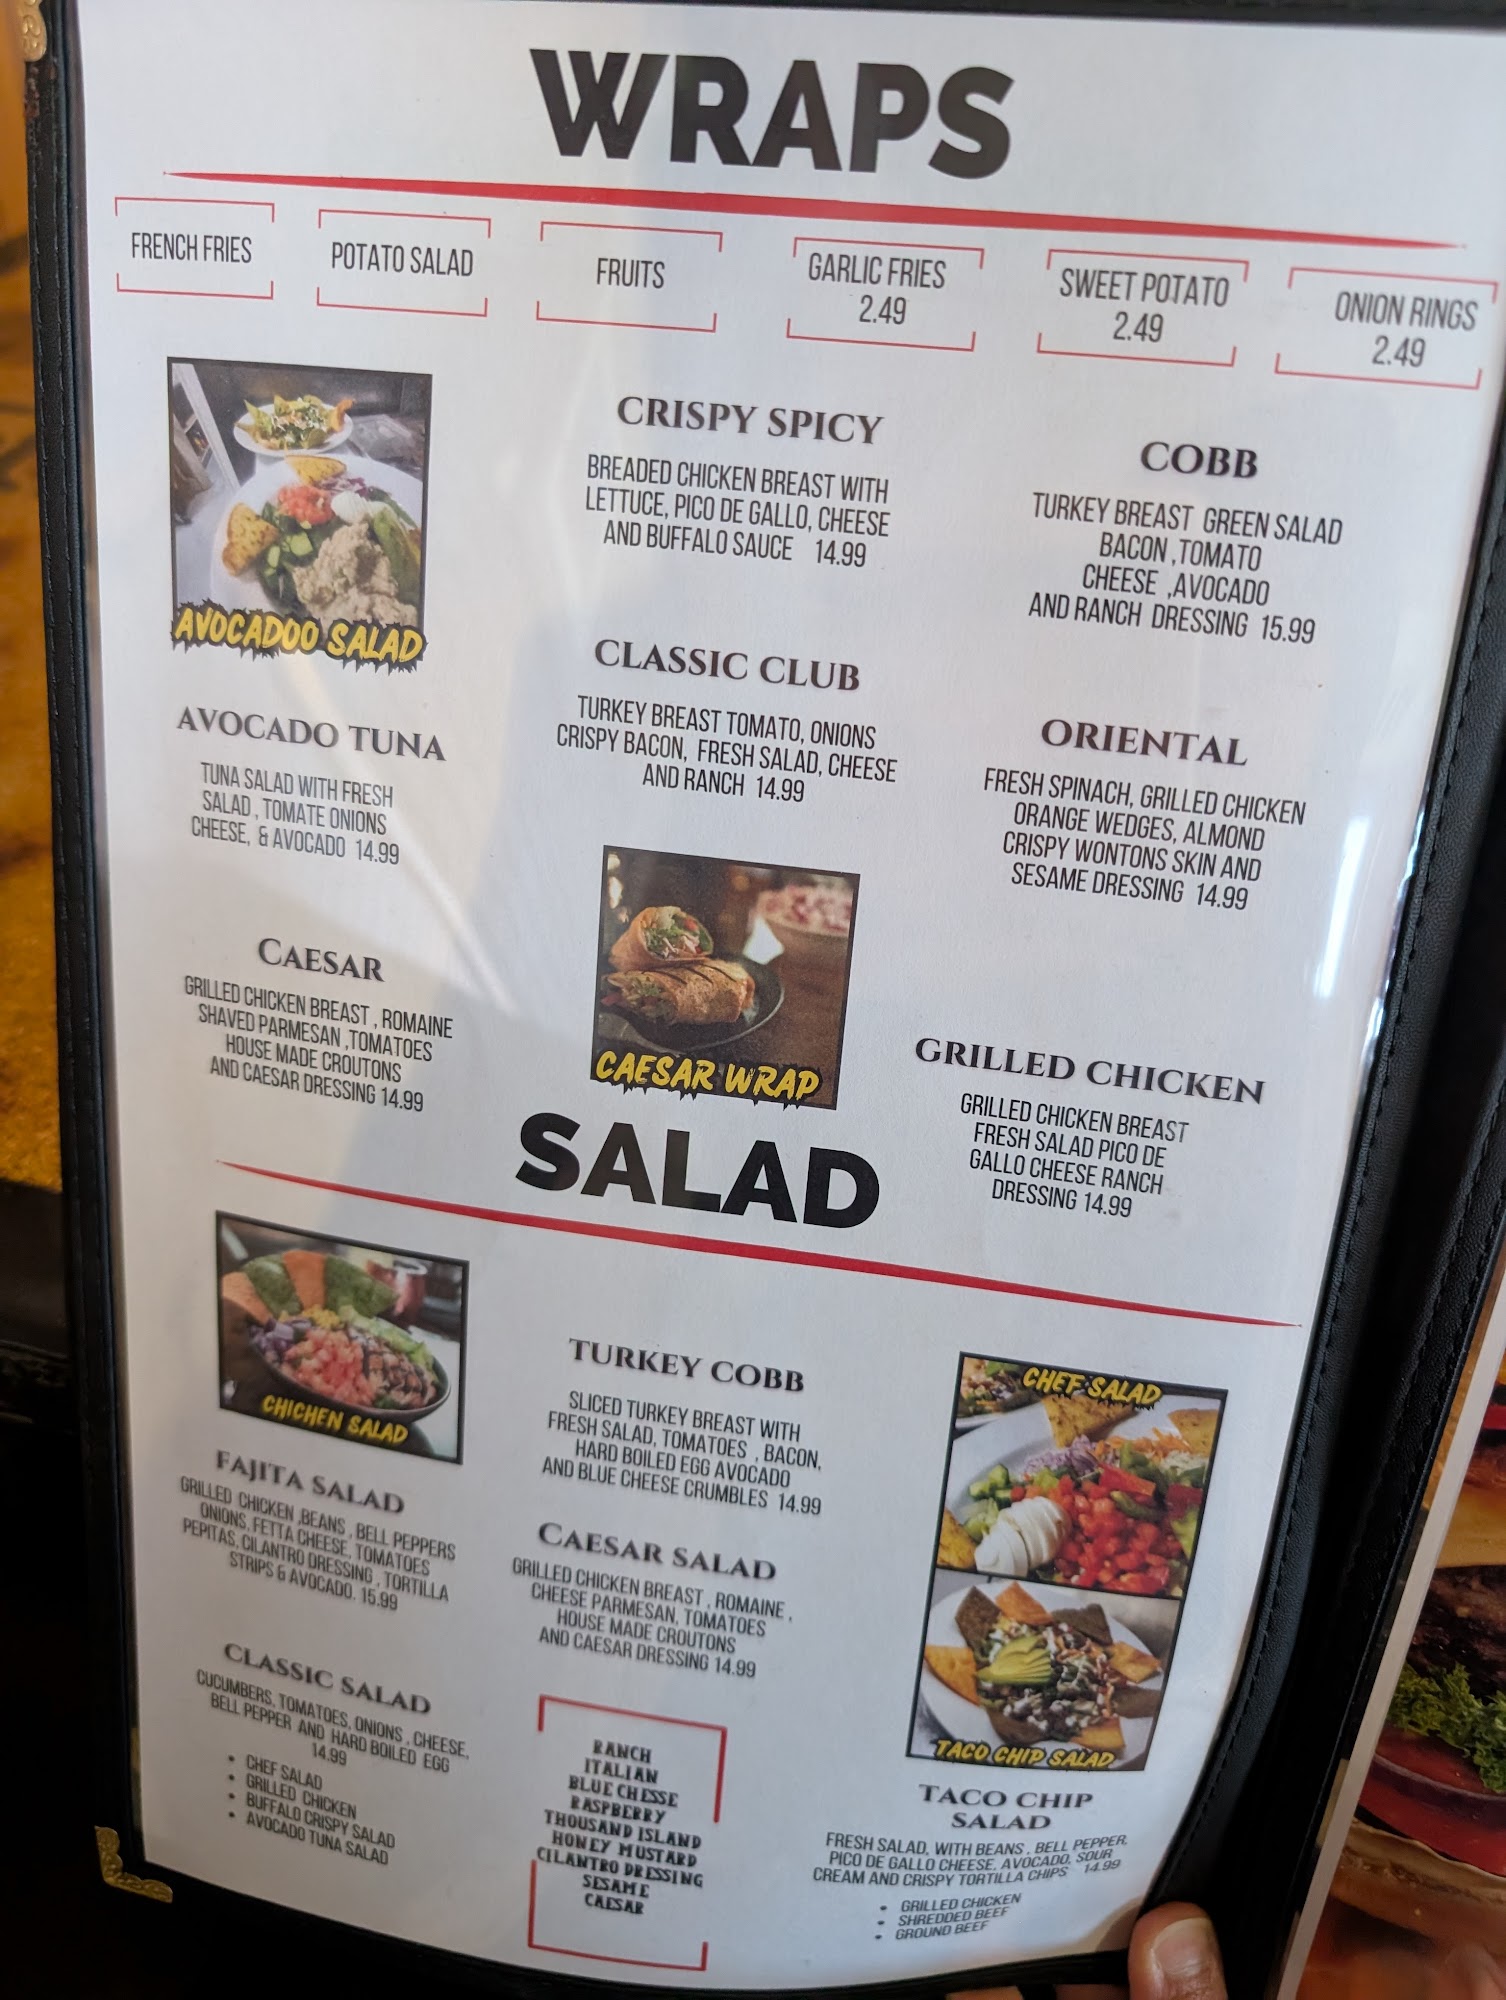 WRAPS
FRENCH FRIES
POTATO SALAD
FRUITS
GARLIC FRIES
2.49
SWEET POTATO
2.49
ONION RINGS
2.49
AVOCADOO SALAD
AVOCADO TUNA
TUNA SALAD WITH FRESH
SALAD , TOMATE ONIONS
CHEESE, & AVOCADO 14.99
CAESAR
GRILLED CHICKEN BREAST , ROMAINE
SHAVED PARMESAN ,TOMATOES
HOUSE MADE CROUTONS
AND CAESAR DRESSING 14.99
CRISPY SPICY
BREADED CHICKEN BREAST WITH
LETTUCE, PICO DE GALLO, CHEESE
AND BUFFALO SAUCE 14.99
CLASSIC CLUB
TURKEY BREAST TOMATO, ONIONS
CRISPY BACON, FRESH SALAD, CHEESE
AND RANCH 14.99
CAESAR WRAP
COBB
TURKEY BREAST GREEN SALAD
BACON ,TOMATO
CHEESE ,AVOCADO
AND RANCH DRESSING 15.99
ORIENTAL
FRESH SPINACH, GRILLED CHICKEN
ORANGE WEDGES, ALMOND
CRISPY WONTONS SKIN AND
SESAME DRESSING 14.99
GRILLED CHICKEN
GRILLED CHICKEN BREAST
FRESH SALAD PICO DE
GALLO CHEESE RANCH
DRESSING 14.99
SALAD
CHICHEN SALAD
FAJITA SALAD
GRILLED CHICKEN ,BEANS , BELL PEPPERS
ONIONS, FETTA CHEESE, TOMATOES
PEPITAS, CILANTRO DRESSING , TORTILLA
STRIPS & AVOCADO. 15.99
CLASSIC SALAD
CUCUMBERS, TOMATOES, ONIONS , CHEESE,
BELL PEPPER AND HARD BOILED EGG
14.99
• CHEF SALAD
• GRILLED CHICKEN
• BUFFALO CRISPY SALAD
• AVOCADO TUNA SALAD
TURKEY COBB
SLICED TURKEY BREAST WITH
FRESH SALAD, TOMATOES , BACON,
HARD BOILED EGG AVOCADO
AND BLUE CHEESE CRUMBLES 14.99
CAESAR SALAD
GRILLED CHICKEN BREAST , ROMAINE ,
CHEESE PARMESAN, TOMATOES
HOUSE MADE CROUTONS
AND CAESAR DRESSING 14.99
RANCH
ITALIAN
BLUE CHESSE
RASPBERRY
THOUSAND ISLAND
HONEY MUSTARD
CILANTRO DRESSING
SESAME
CAESAR
CHEF SALAD
TACO CHIP SALAD
TACO CHIP
SALAD
FRESH SALAD, WITH BEANS , BELL PEPPER,
PICO DE GALLO CHEESE, AVOCADO, SOUR
CREAM AND CRISPY TORTILLA CHIPS 14.99
• GRILLED CHICKEN
• SHREDDED BEEF
• GROUND BEEF